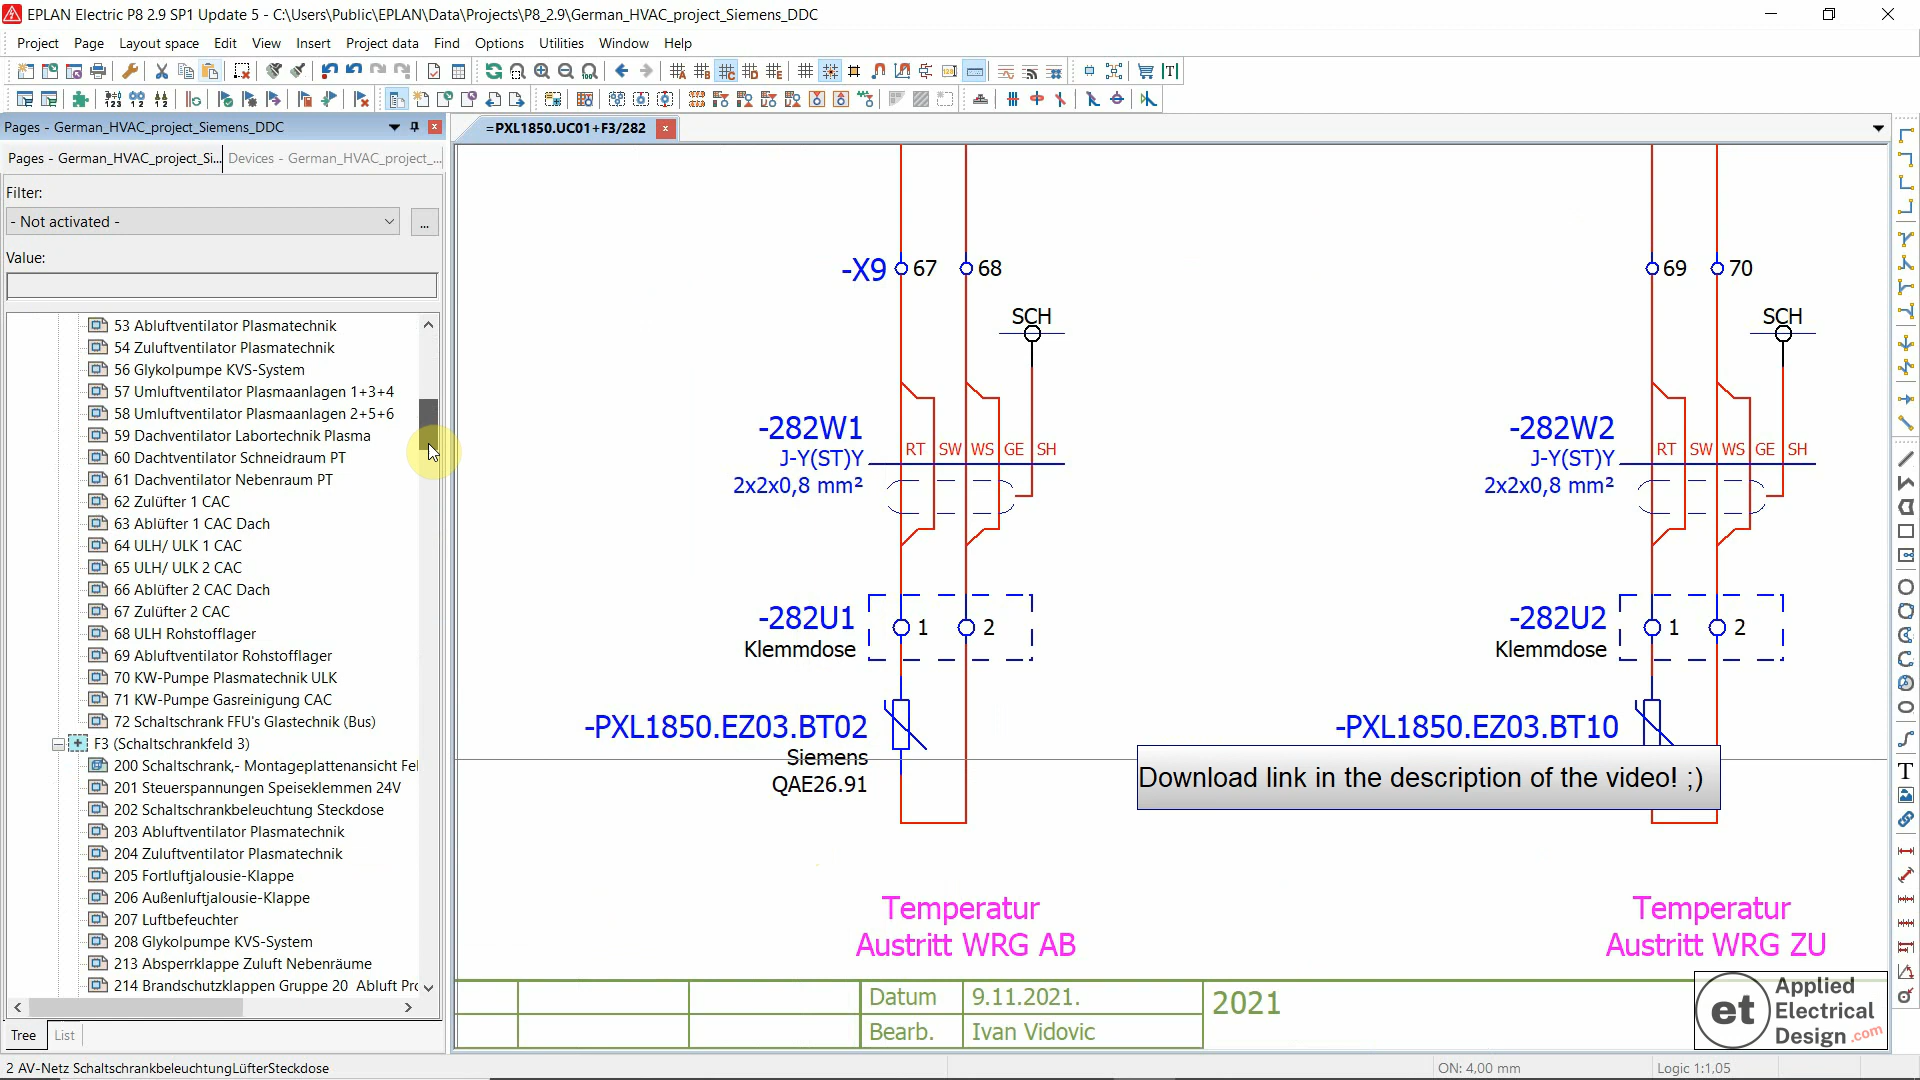 EPLAN Electric P8 2.9 SP1 Update 5 - C:\Users\Public\EPLAN\Data\Projects\P8_2.9\German_HVAC_project_Siemens_DDC
Project Page Layout space Edit View Insert Project data Find Options Utilities Window Help
Pages - German_HVAC_project_Siemens_DDC
Pages - German_HVAC_project_Si... Devices - German_HVAC_project_...
Filter:
- Not activated -
...
Value:
53 Abluftventilator Plasmatechnik
54 Zuluftventilator Plasmatechnik
56 Glykolpumpe KVS-System
57 Umluftventilator Plasmaanlagen 1+3+4
58 Umluftventilator Plasmaanlagen 2+5+6
59 Dachventilator Labortechnik Plasma
60 Dachtventilator Schneidraum PT
61 Dachventilator Nebenraum PT
62 Zulüfter 1 CAC
63 Ablüfter 1 CAC Dach
64 ULH/ ULK 1 CAC
65 ULH/ ULK 2 CAC
66 Ablüfter 2 CAC Dach
67 Zulüfter 2 CAC
68 ULH Rohstofflager
69 Abluftventilator Rohstofflager
70 KW-Pumpe Plasmatechnik ULK
71 KW-Pumpe Gasreinigung CAC
72 Schaltschrank FFU's Glastechnik (Bus)
F3 (Schaltschrankfeld 3)
200 Schaltschrank,- Montageplattenansicht Fel
201 Steuerspannungen Speiseklemmen 24V
202 Schaltschrankbeleuchtung Steckdose
203 Abluftventilator Plasmatechnik
204 Zuluftventilator Plasmatechnik
205 Fortluftjalousie-Klappe
206 Außenluftjalousie-Klappe
207 Luftbefeuchter
208 Glykolpumpe KVS-System
213 Absperrklappe Zuluft Nebenräume
214 Brandschutzklappen Gruppe 20 Abluft Pro
Tree List
2 AV-Netz SchaltschrankbeleuchtungLüfterSteckdose
=PXL1850.UC01+F3/282
-X9 67 68
SCH
-282W1
J-Y(ST)Y
2x2x0,8 mm²
RT SW WS GE SH
-282U1
Klemmdose
1 2
-PXL1850.EZ03.BT02
Siemens
QAE26.91
Temperatur
Austritt WRG AB
69 70
SCH
-282W2
J-Y(ST)Y
2x2x0,8 mm²
RT SW WS GE SH
-282U2
Klemmdose
1 2
-PXL1850.EZ03.BT10
Download link in the description of the video! ;)
Temperatur
Austritt WRG ZU
Datum 9.11.2021.
Bearb. Ivan Vidovic
2021
et
Applied
Electrical
Design.com
ON: 4,00 mm
Logic 1:1,05